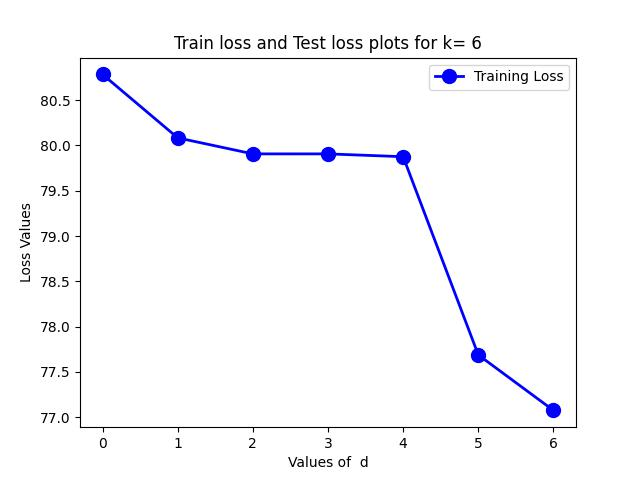 Train loss and Test loss plots for k= 6
Training Loss
80.5
80.0
79.5
79.0
78.5
78.0
77.5
77.0
Loss Values
0 1 2 3 4 5 6
Values of  d